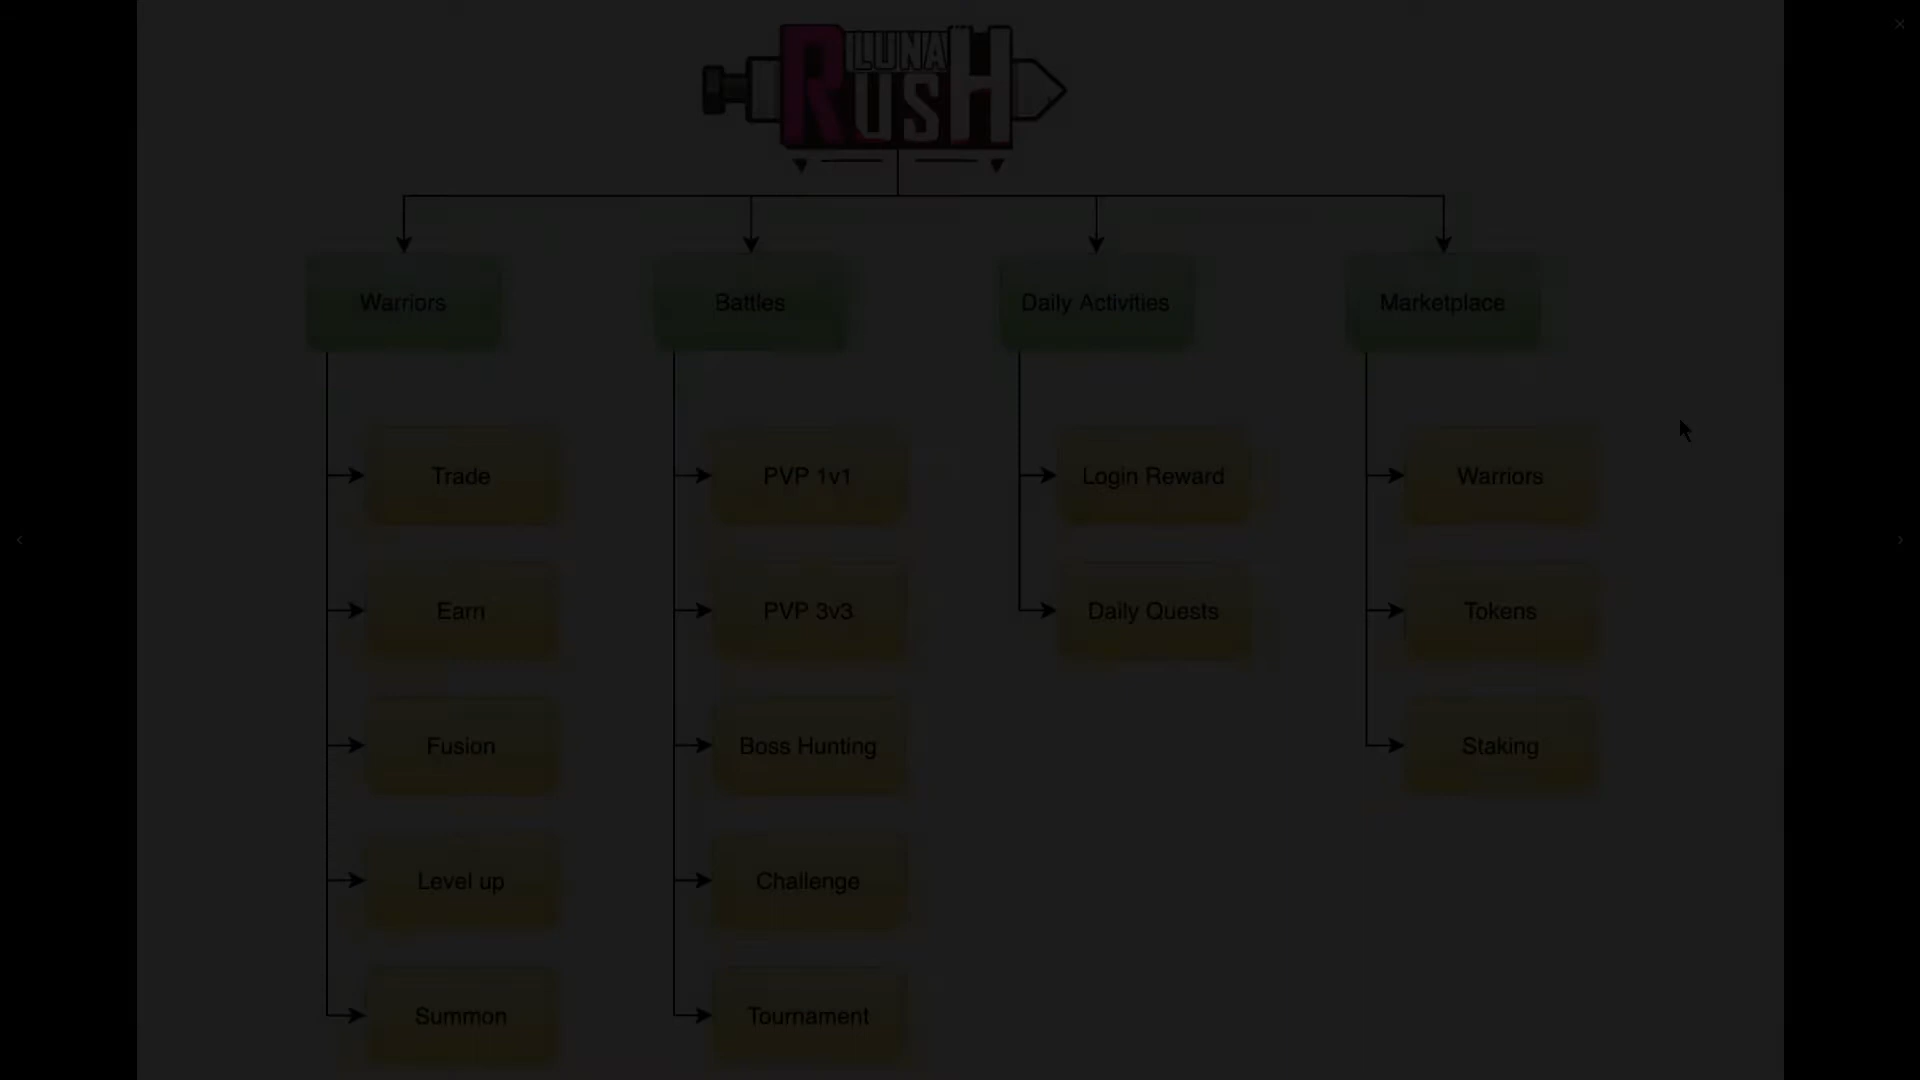 LUNA
RUSH
Warriors
Battles
Daily Activities
Marketplace
Trade
PVP 1v1
Login Reward
Warriors
Earn
PVP 3v3
Daily Quests
Tokens
Fusion
Boss Hunting
Staking
Level up
Challenge
Summon
Tournament